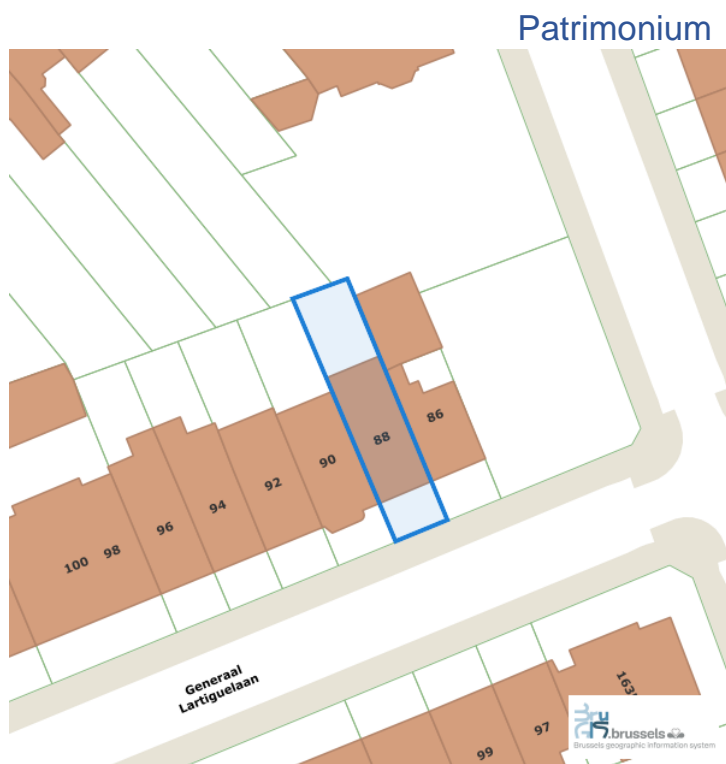 Patrimonium
86
88
90
92
94
96
98
100
Generaal
Lartiguelaan
97
99
.brussels
Brussels geographic information system